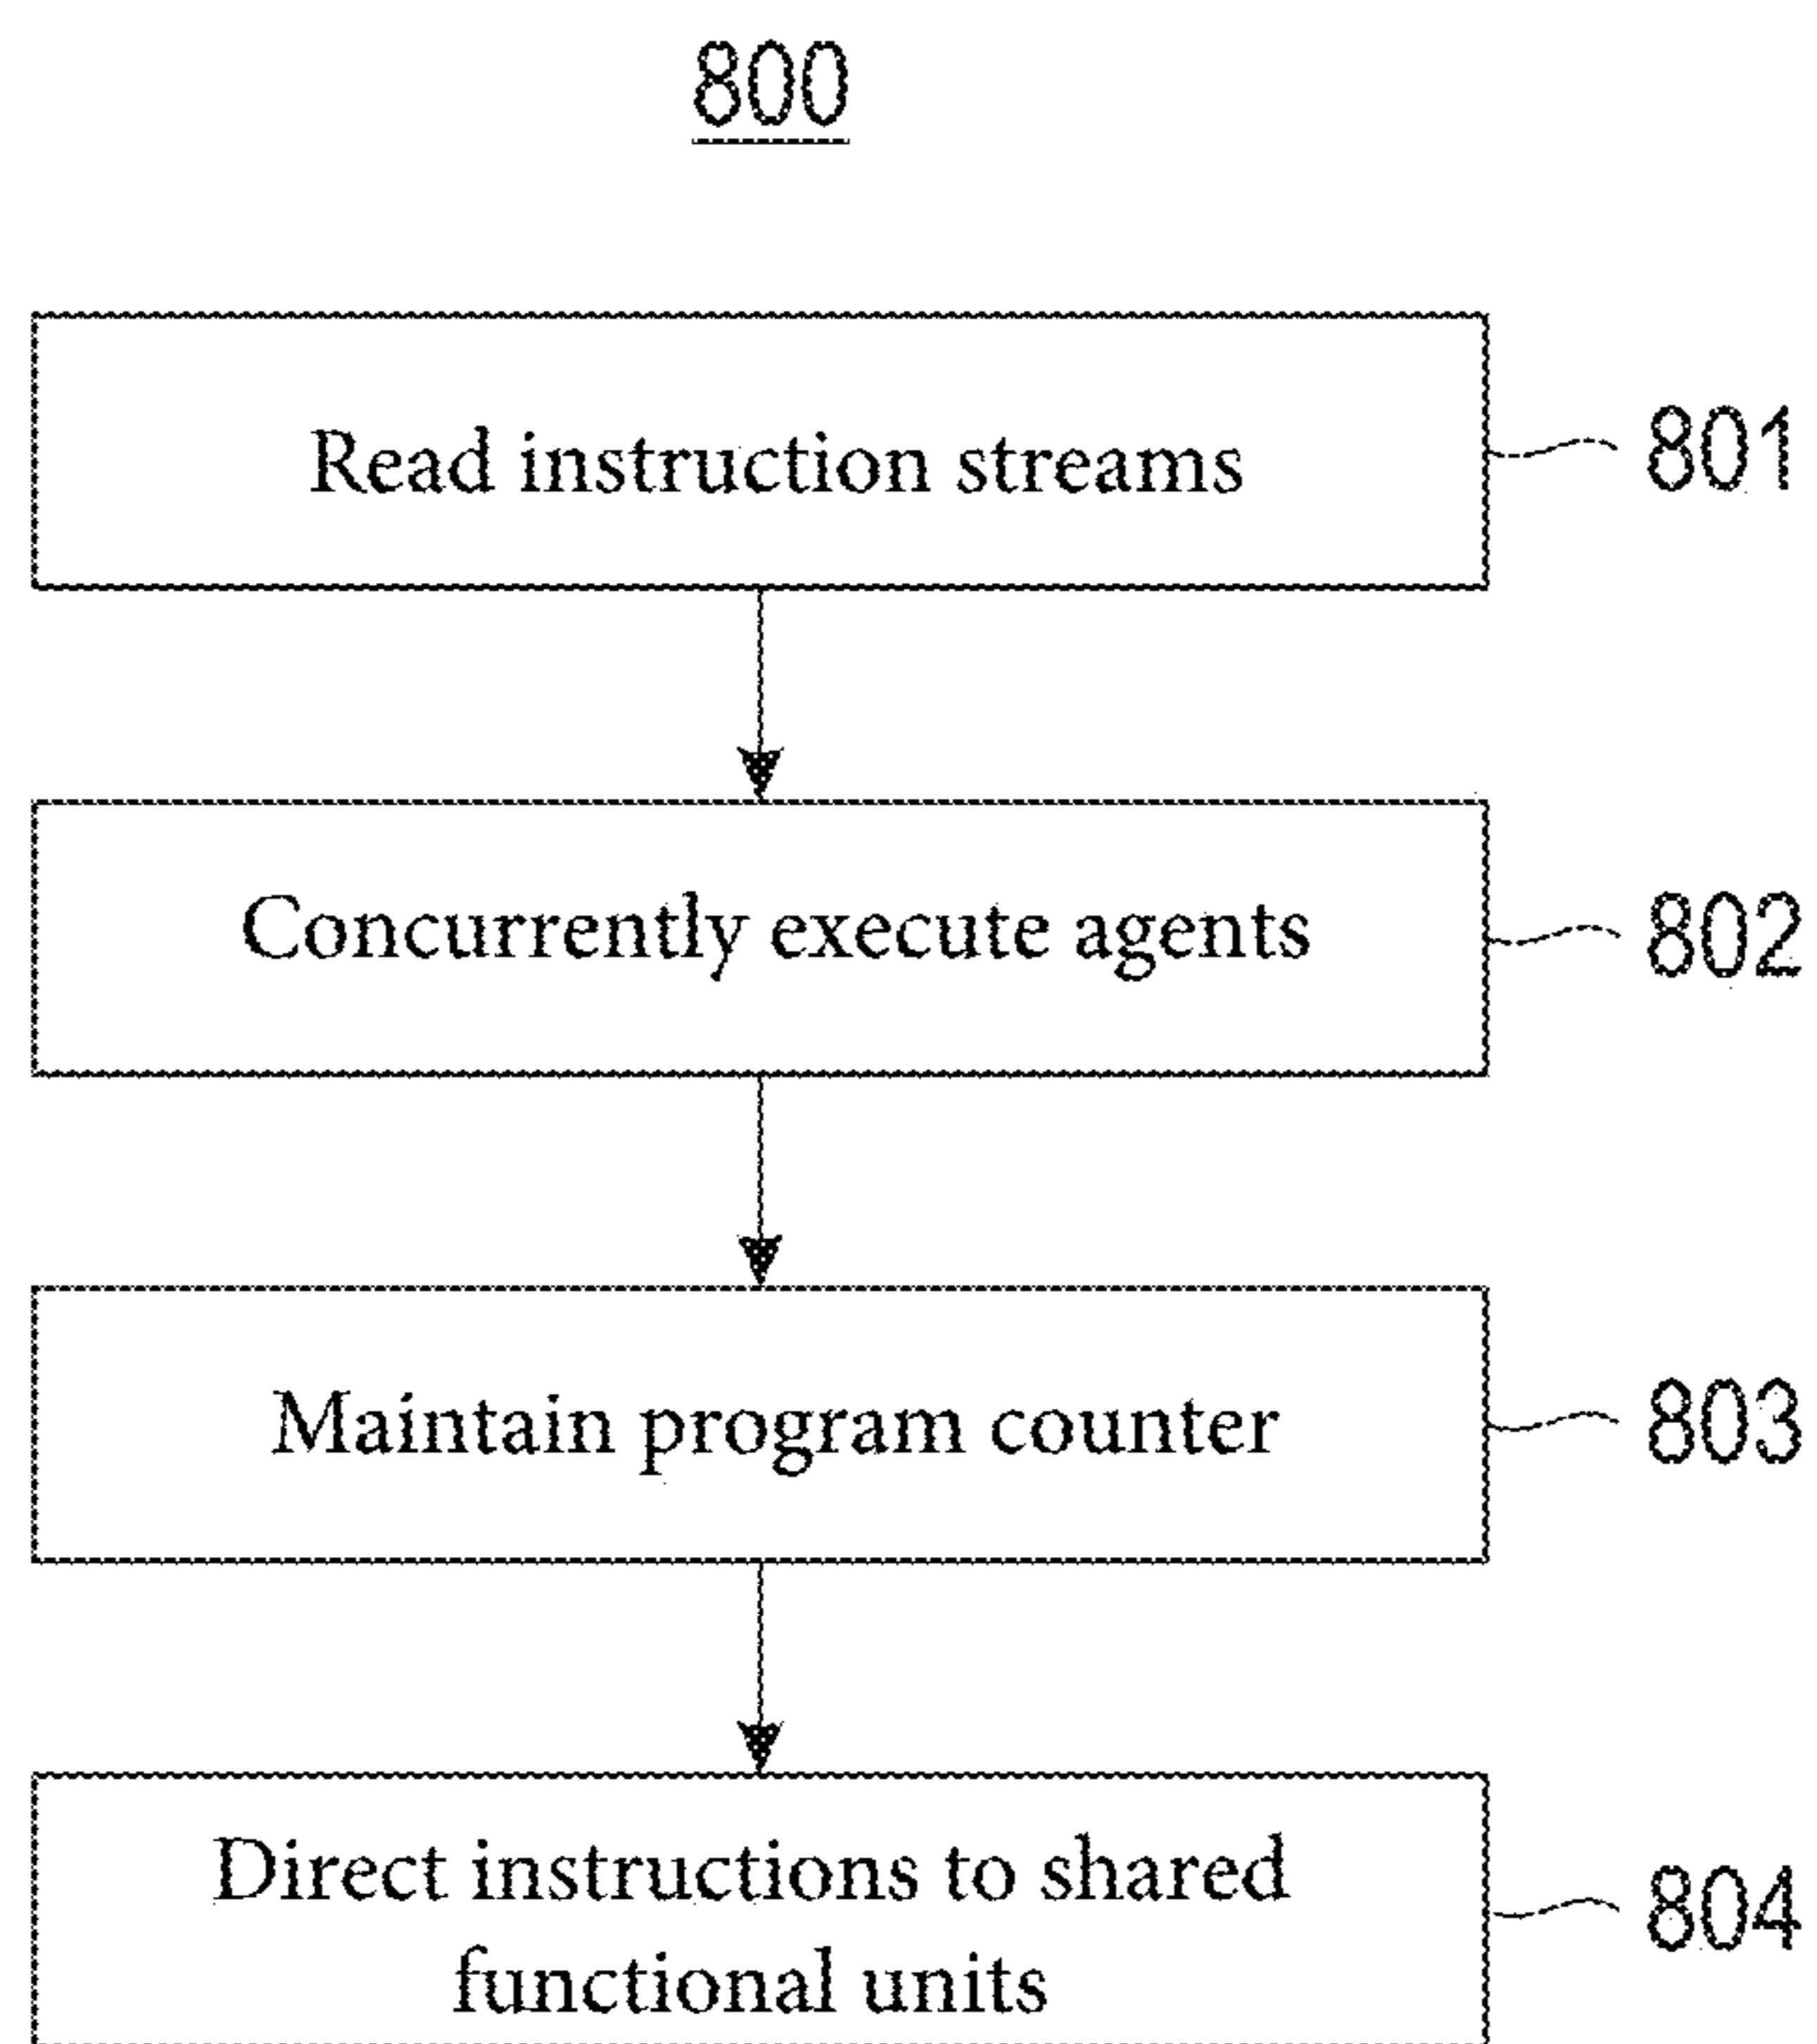 800
Read instruction streams
801
Concurrently execute agents
802
Maintain program counter
803
Direct instructions to shared
functional units
804